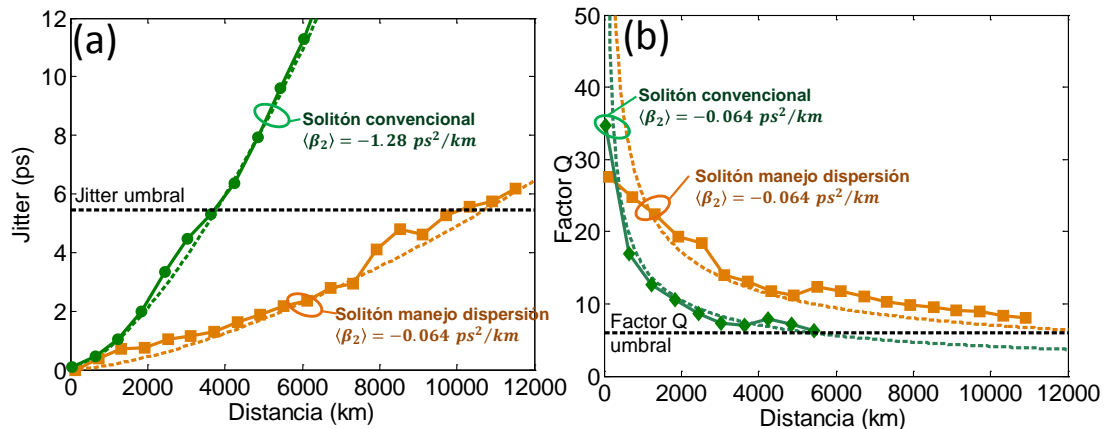 (a)
12
10
8
6
4
2
0
Jitter (ps)
Solitón convencional
⟨β₂⟩ = −1.28 ps²/km
Jitter umbral
Solitón manejo dispersión
⟨β₂⟩ = −0.064 ps²/km
0 2000 4000 6000 8000 10000 12000
Distancia (km)
(b)
50
40
30
20
10
0
Factor Q
Solitón convencional
⟨β₂⟩ = −0.064 ps²/km
Solitón manejo dispersión
⟨β₂⟩ = −0.064 ps²/km
Factor Q
umbral
0 2000 4000 6000 8000 10000 12000
Distancia (km)